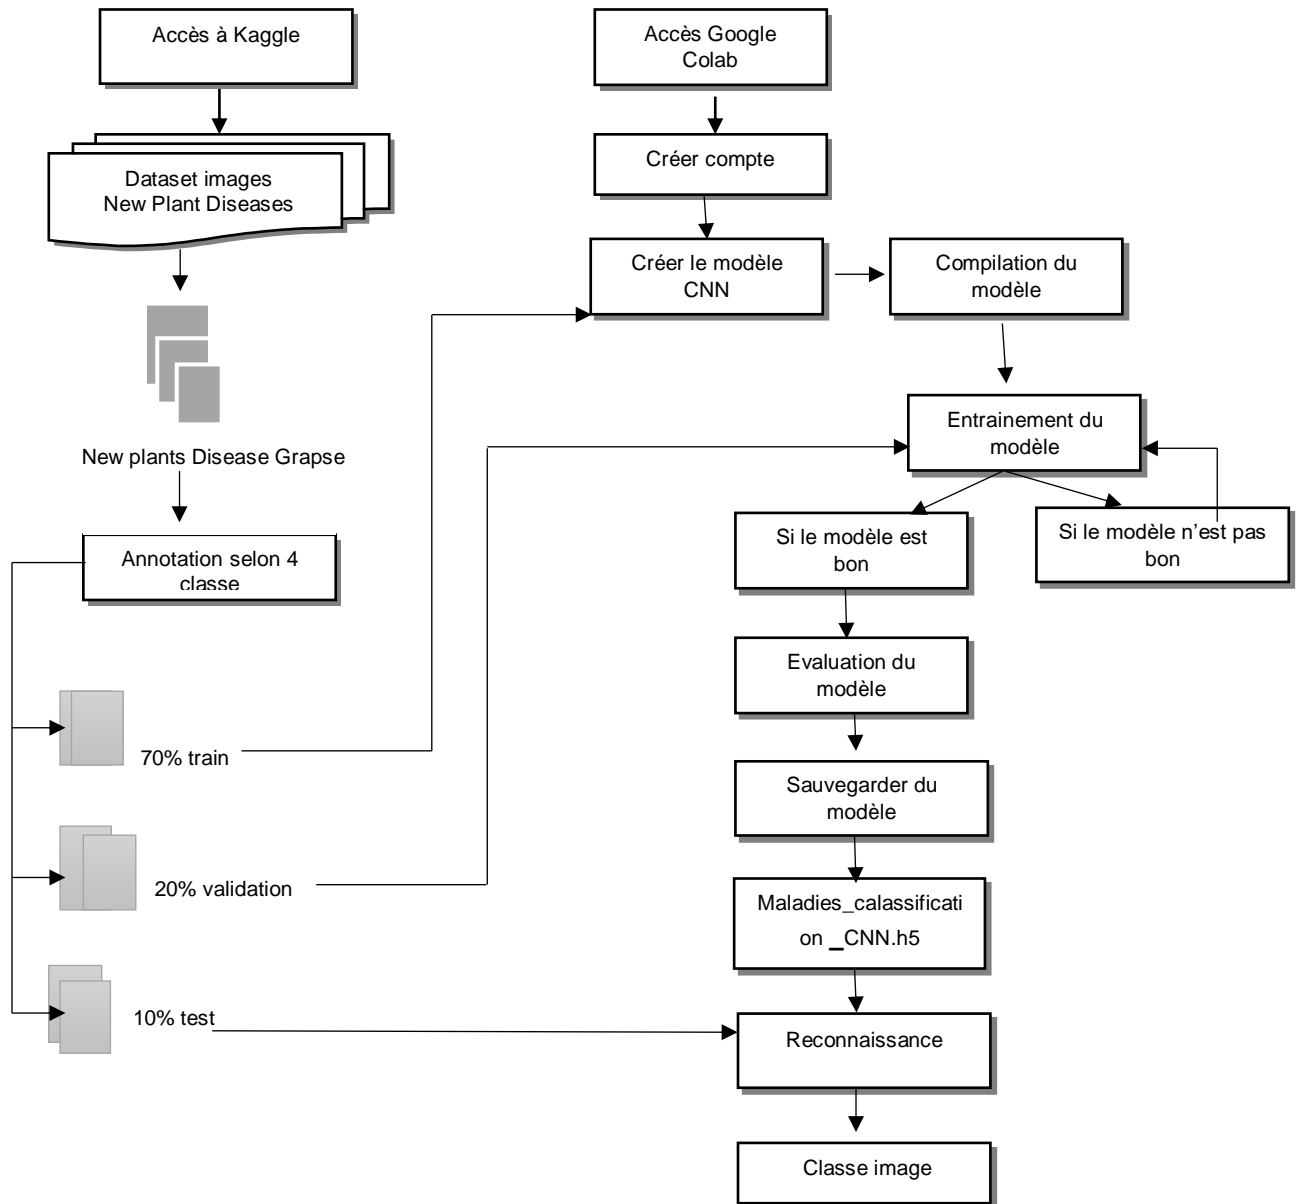 Accès à Kaggle
Accès Google
Colab
Dataset images
New Plant Diseases
Créer compte
Créer le modèle
CNN
Compilation du
modèle
New plants Disease Grapse
Entrainement du
modèle
Annotation selon 4
classe
Si le modèle est
bon
Si le modèle n’est pas
bon
Evaluation du
modèle
70% train
Sauvegarder du
modèle
20% validation
Maladies_calassificati
on _CNN.h5
10% test
Reconnaissance
Classe image